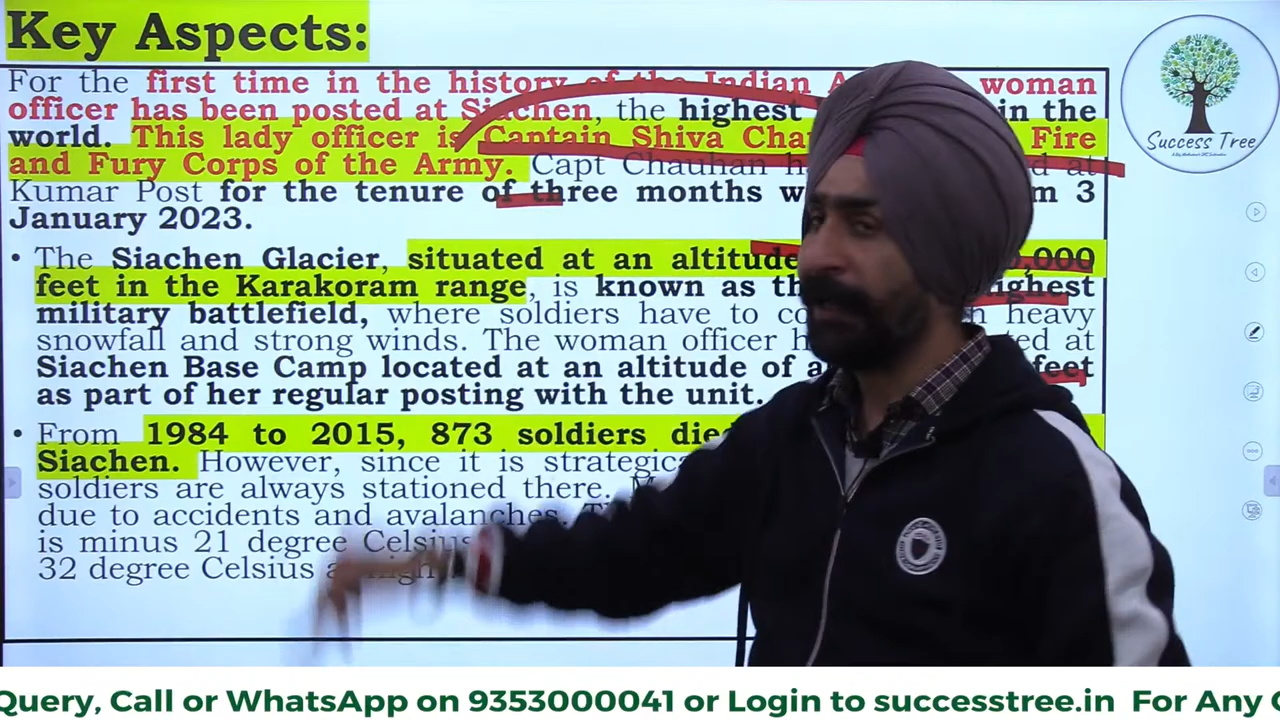 Key Aspects:
For the first time in the history of the Indian A woman
officer has been posted at Siachen, the highest in the
world. This lady officer is Captain Shiva Cha Fire
and Fury Corps of the Army. Capt Chauhan h d at
Kumar Post for the tenure of three months w m 3
January 2023.
• The Siachen Glacier, situated at an altitude ,000
feet in the Karakoram range, is known as th highest
military battlefield, where soldiers have to co h heavy
snowfall and strong winds. The woman officer h ted at
Siachen Base Camp located at an altitude of a feet
as part of her regular posting with the unit.
• From 1984 to 2015, 873 soldiers died
Siachen. However, since it is strategica
soldiers are always stationed there. M
due to accidents and avalanches. T
is minus 21 degree Celsius
32 degree Celsius
Success Tree
Query, Call or WhatsApp on 9353000041 or Login to successtree.in For Any